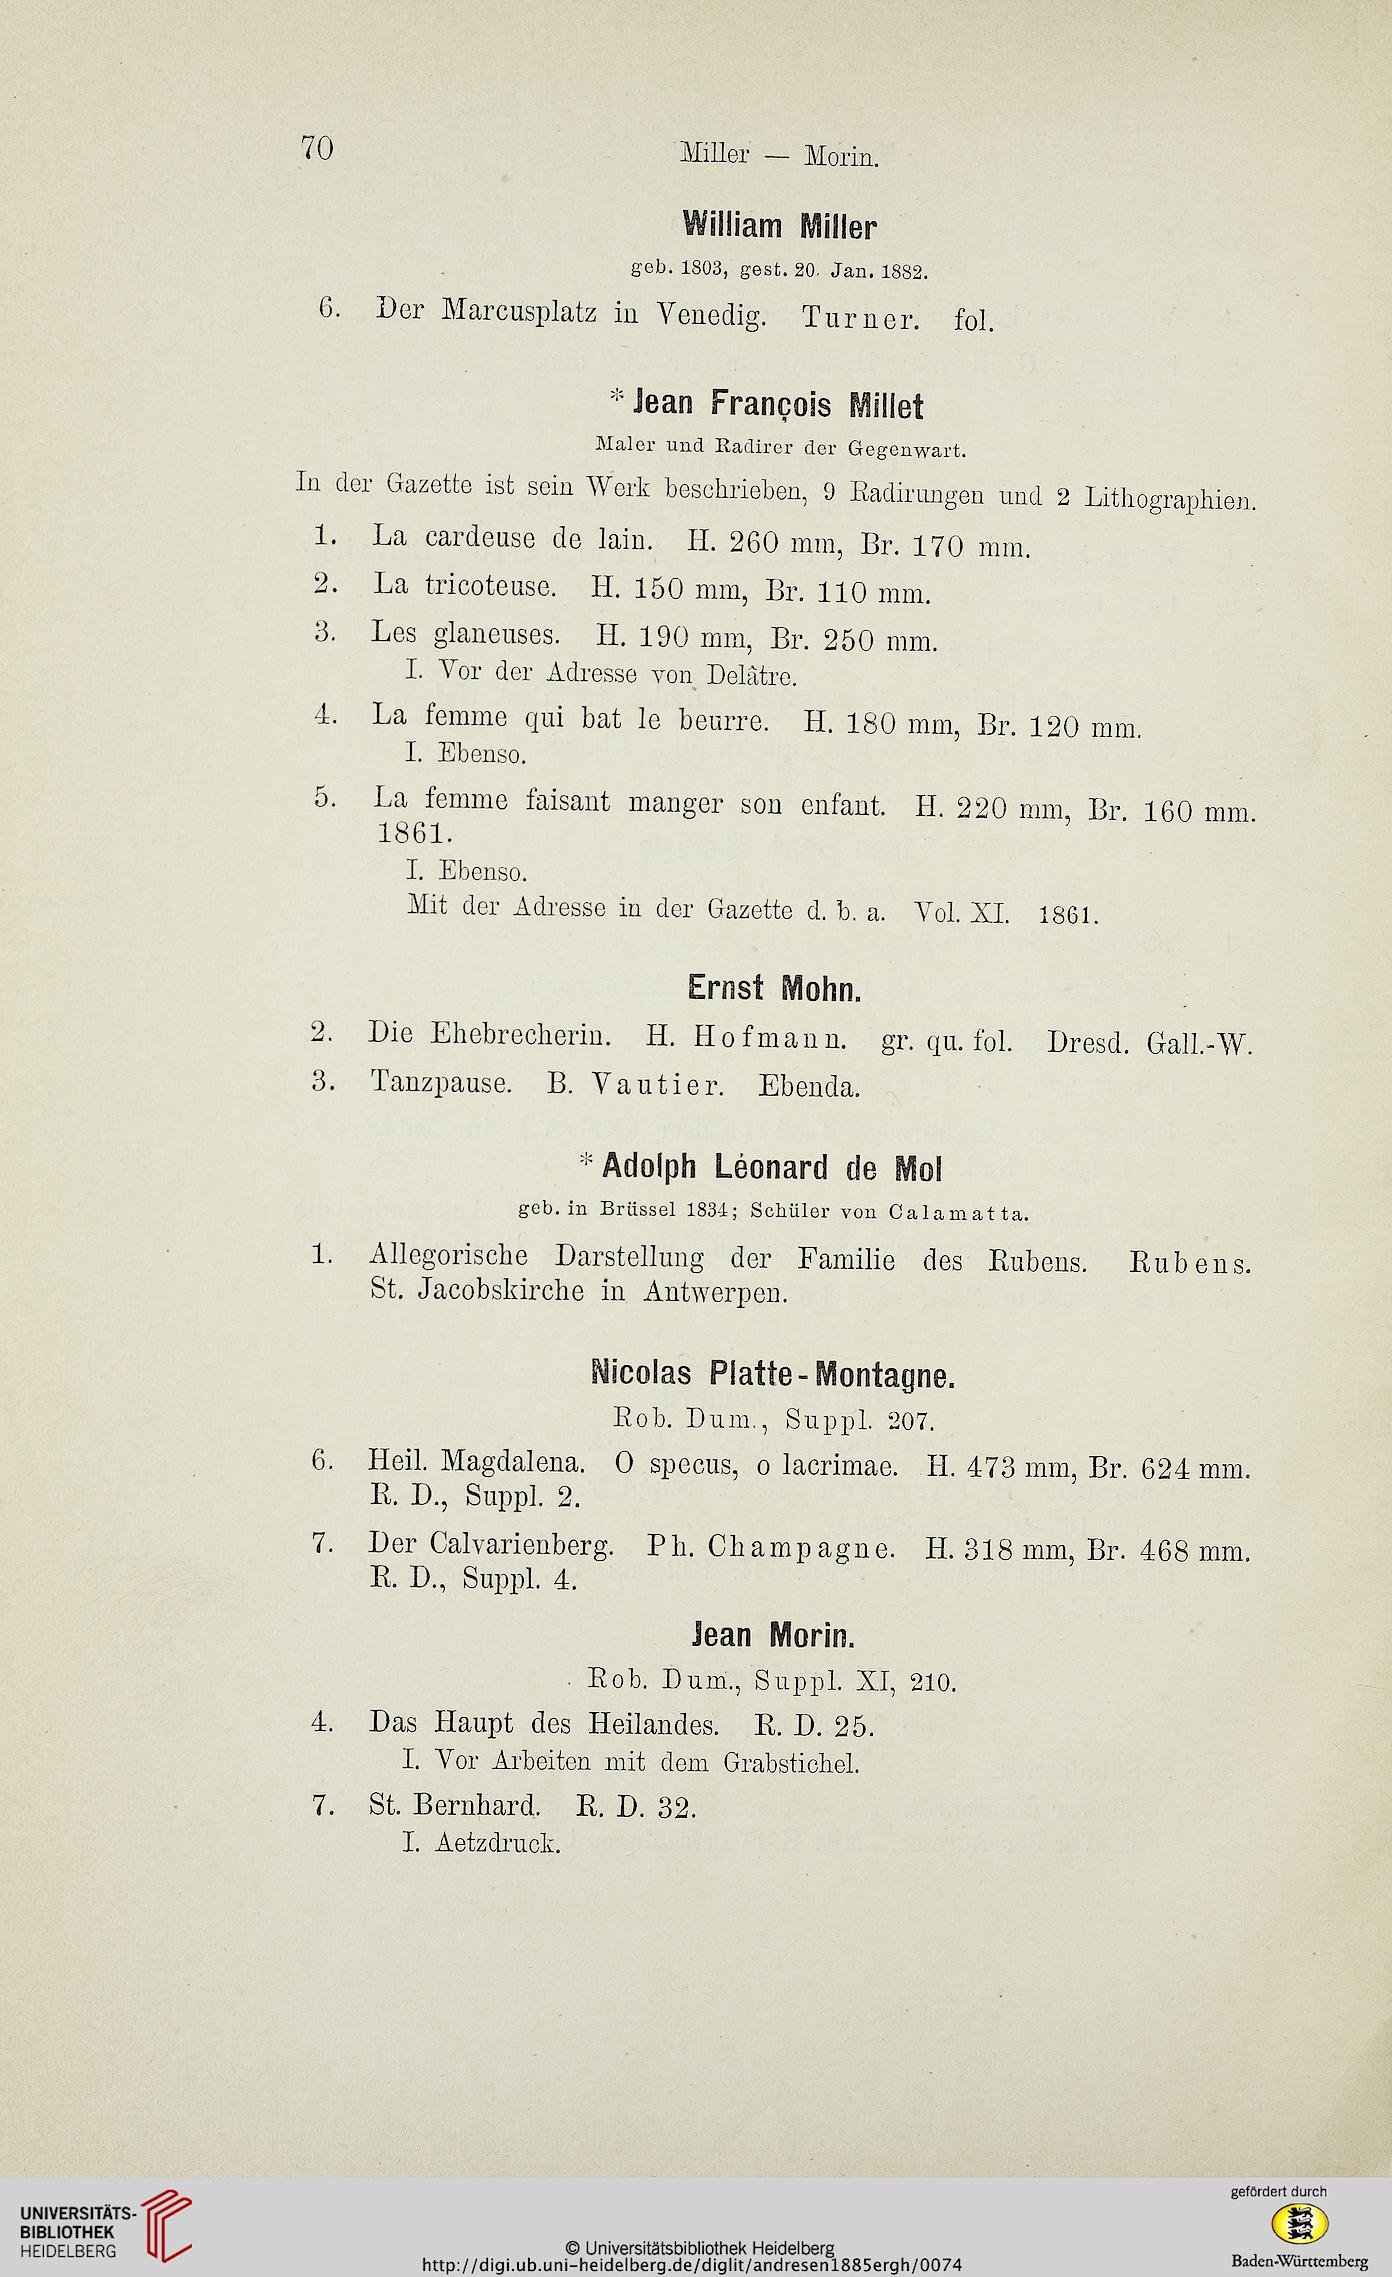 70
Miller — Morin.
William Miller
geb. 1803, gest. 20. Jan. 1882.
6. Der Marcusplatz in Venedig. Turner. fol.
* Jean François Millet
Maler und Radirer der Gegenwart.
In der Gazette ist sein Werk beschrieben, 9 Radirungen und 2 Lithographien.
1. La cardeuse de lain. H. 260 mm, Br. 170 mm.
2. La tricoteuse. H. 150 mm, Br. 110 mm.
3. Les glaneuses. H. 190 mm, Br. 250 mm.
I. Vor der Adresse von Delâtre.
4. La femme qui bat le beurre. H. 180 mm, Br. 120 mm.
I. Ebenso.
5. La femme faisant manger son enfant. H. 220 mm, Br. 160 mm.
1861.
I. Ebenso.
Mit der Adresse in der Gazette d. b. a. Vol. XI. 1861.
Ernst Mohn.
2. Die Ehebrecherin. H. Hofmann. gr. qu. fol. Dresd. Gall.-W.
3. Tanzpause. B. Vautier. Ebenda.
* Adolph Léonard de Mol
geb. in Brüssel 1834; Schüler von Calamatta.
1. Allegorische Darstellung der Familie des Rubens. Rubens.
St. Jacobskirche in Antwerpen.
Nicolas Platte-Montagne.
Rob. Dum., Suppl. 207.
6. Heil. Magdalena. O specus, o lacrimae. H. 473 mm, Br. 624 mm.
R. D., Suppl. 2.
7. Der Calvarienberg. Ph. Champagne. H. 318 mm, Br. 468 mm.
R. D., Suppl. 4.
Jean Morin.
Rob. Dum., Suppl. XI, 210.
4. Das Haupt des Heilandes. R. D. 25.
I. Vor Arbeiten mit dem Grabstichel.
7. St. Bernhard. R. D. 32.
I. Aetzdruck.
UNIVERSITÄTS-
BIBLIOTHEK
HEIDELBERG
© Universitätsbibliothek Heidelberg
http://digi.ub.uni-heidelberg.de/diglit/andresen1885ergh/0074
gefördert durch
Baden-Württemberg